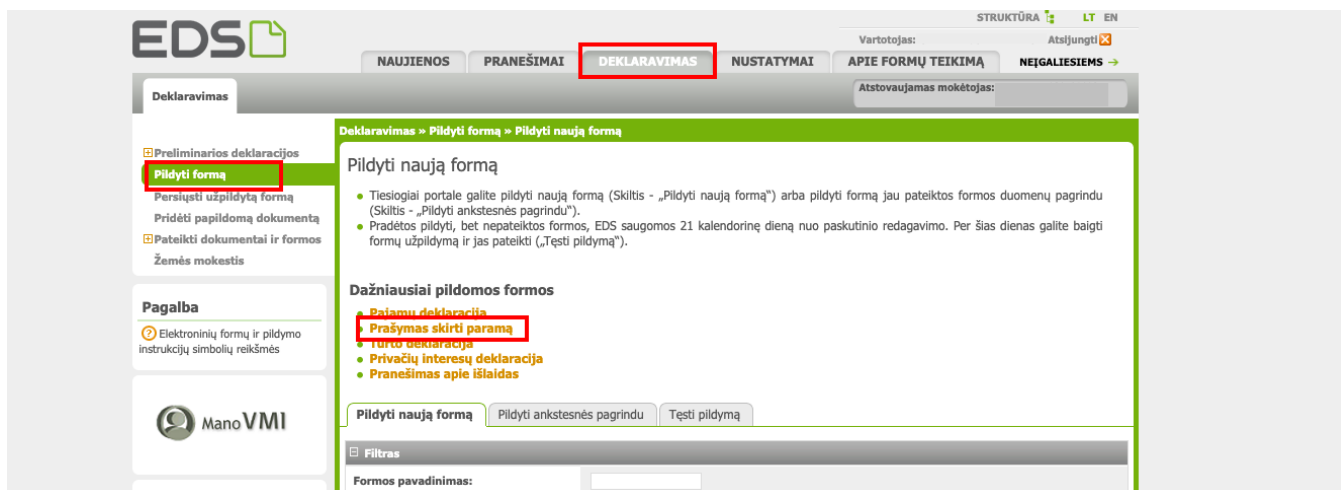 STRUKTŪRA LT EN
EDS
Vartotojas: Atsijungti
NAUJIENOS PRANEŠIMAI DEKLARAVIMAS NUSTATYMAI APIE FORMŲ TEIKIMĄ NEĮGALIESIEMS →
Deklaravimas
Atstovaujamas mokėtojas:
Preliminarios deklaracijos
Pildyti formą
Persiųsti užpildytą formą
Pridėti papildomą dokumentą
Pateikti dokumentai ir formos
Žemės mokestis
Pagalba
Elektroninių formų ir pildymo
instrukcijų simbolių reikšmės
Mano VMI
Deklaravimas » Pildyti formą » Pildyti naują formą
Pildyti naują formą
• Tiesiogiai portale galite pildyti naują formą (Skiltis - „Pildyti naują formą“) arba pildyti formą jau pateiktos formos duomenų pagrindu
(Skiltis - „Pildyti ankstesnės pagrindu“).
• Pradėtos pildyti, bet nepateiktos formos, EDS saugomos 21 kalendorinę dieną nuo paskutinio redagavimo. Per šias dienas galite baigti
formų užpildymą ir jas pateikti („Tęsti pildymą“).
Dažniausiai pildomos formos
• Pajamų deklaracija
• Prašymas skirti paramą
• Turto deklaracija
• Privačių interesų deklaracija
• Pranešimas apie išlaidas
Pildyti naują formą Pildyti ankstesnės pagrindu Tęsti pildymą
Filtras
Formos pavadinimas: